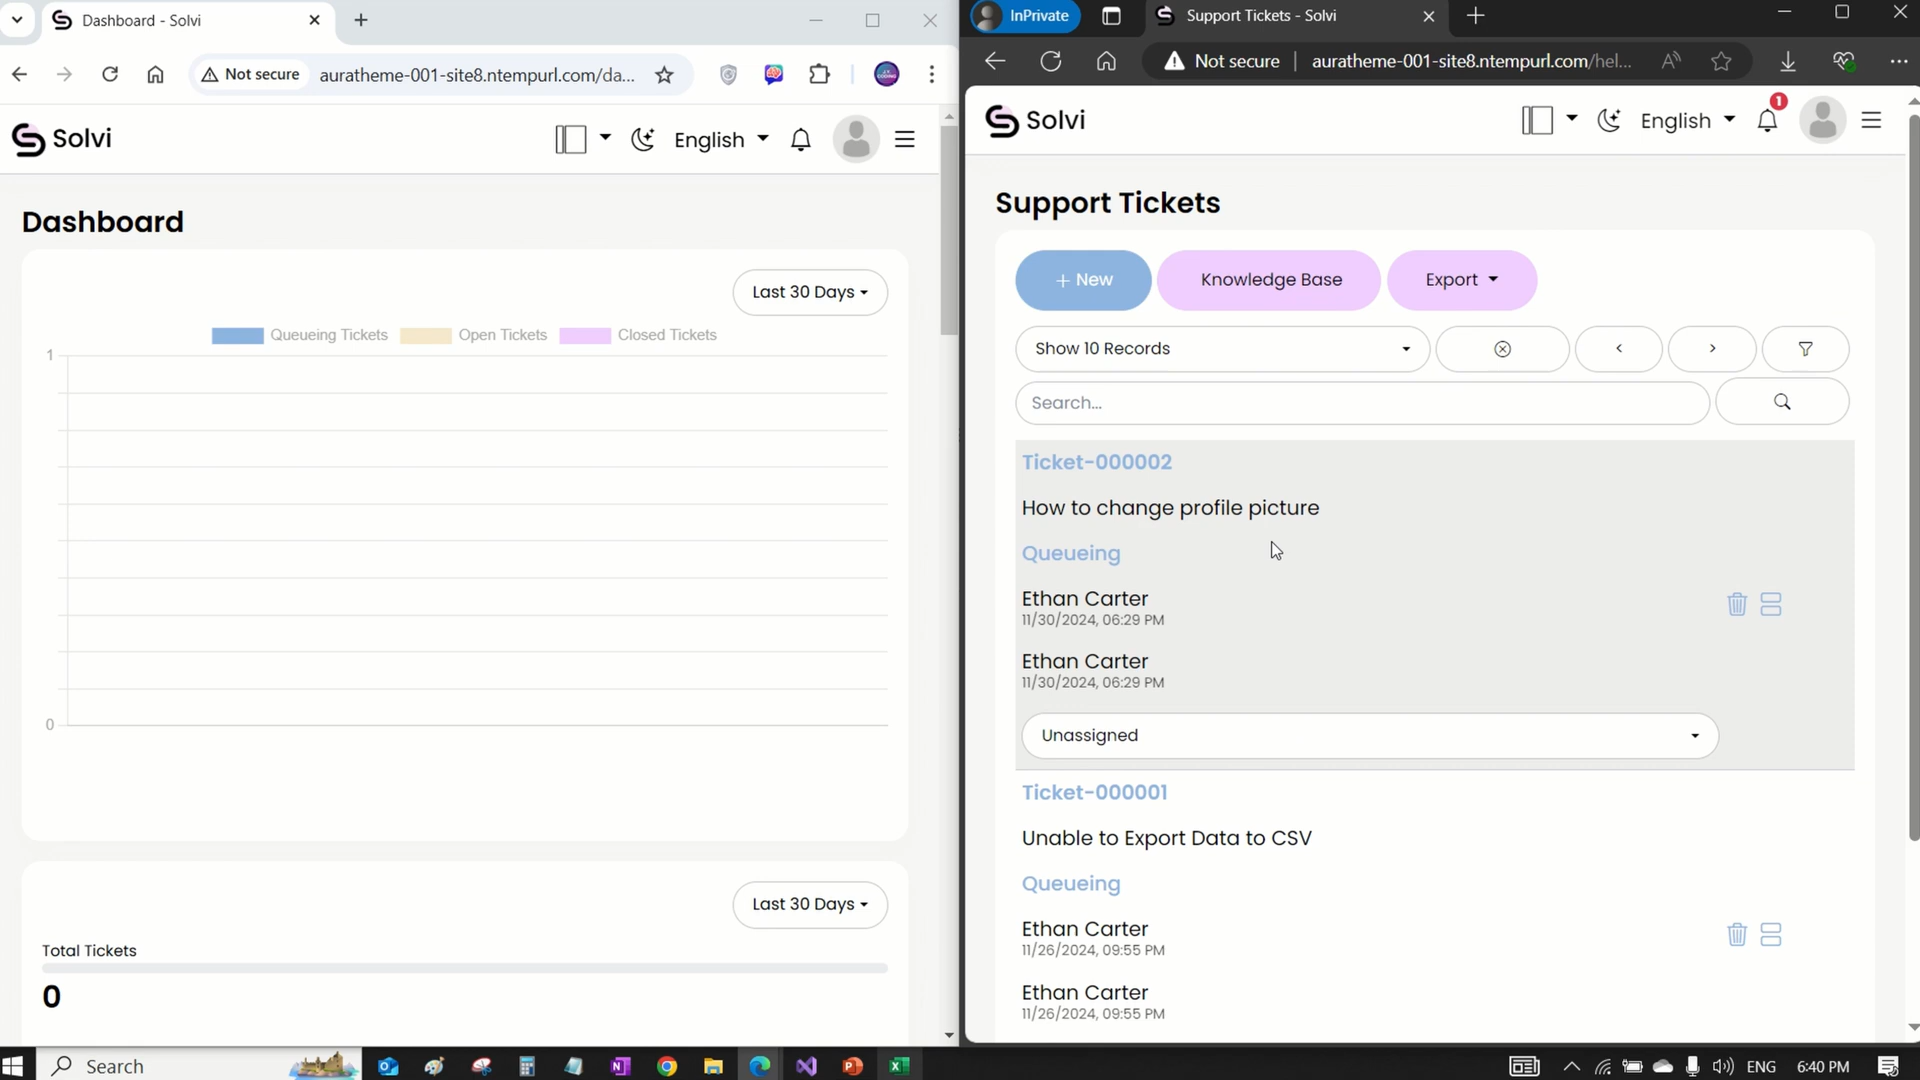 Dashboard - Solvi
Not secure
auratheme-001-site8.ntempurl.com/da...
Solvi
English
Dashboard
Last 30 Days
Queueing Tickets
Open Tickets
Closed Tickets
1
0
Last 30 Days
Total Tickets
0
InPrivate
Support Tickets - Solvi
Not secure
auratheme-001-site8.ntempurl.com/hel...
Solvi
English
1
Support Tickets
+ New
Knowledge Base
Export
Show 10 Records
Search...
Ticket-000002
How to change profile picture
Queueing
Ethan Carter
11/30/2024, 06:29 PM
Ethan Carter
11/30/2024, 06:29 PM
Unassigned
Ticket-000001
Unable to Export Data to CSV
Queueing
Ethan Carter
11/26/2024, 09:55 PM
Ethan Carter
11/26/2024, 09:55 PM
Search
ENG
6:40 PM